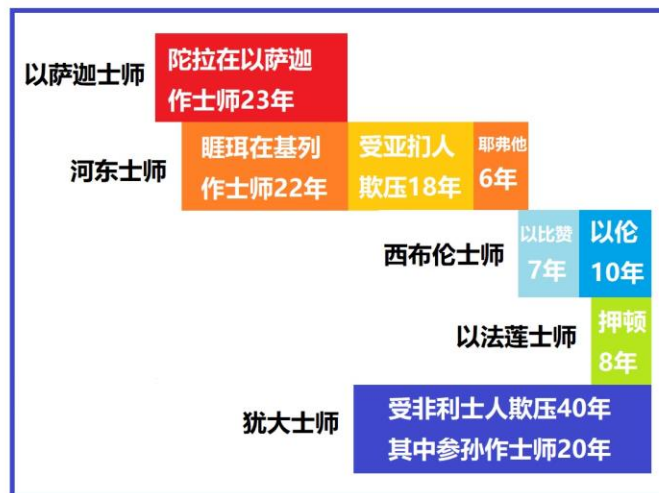 以萨迦士师
陀拉在以萨迦
作士师23年
河东士师
睚珥在基列
作士师22年
受亚扪人
欺压18年
耶弗他
6年
西布伦士师
以比赞
7年
以伦
10年
以法莲士师
押顿
8年
犹大士师
受非利士人欺压40年
其中参孙作士师20年